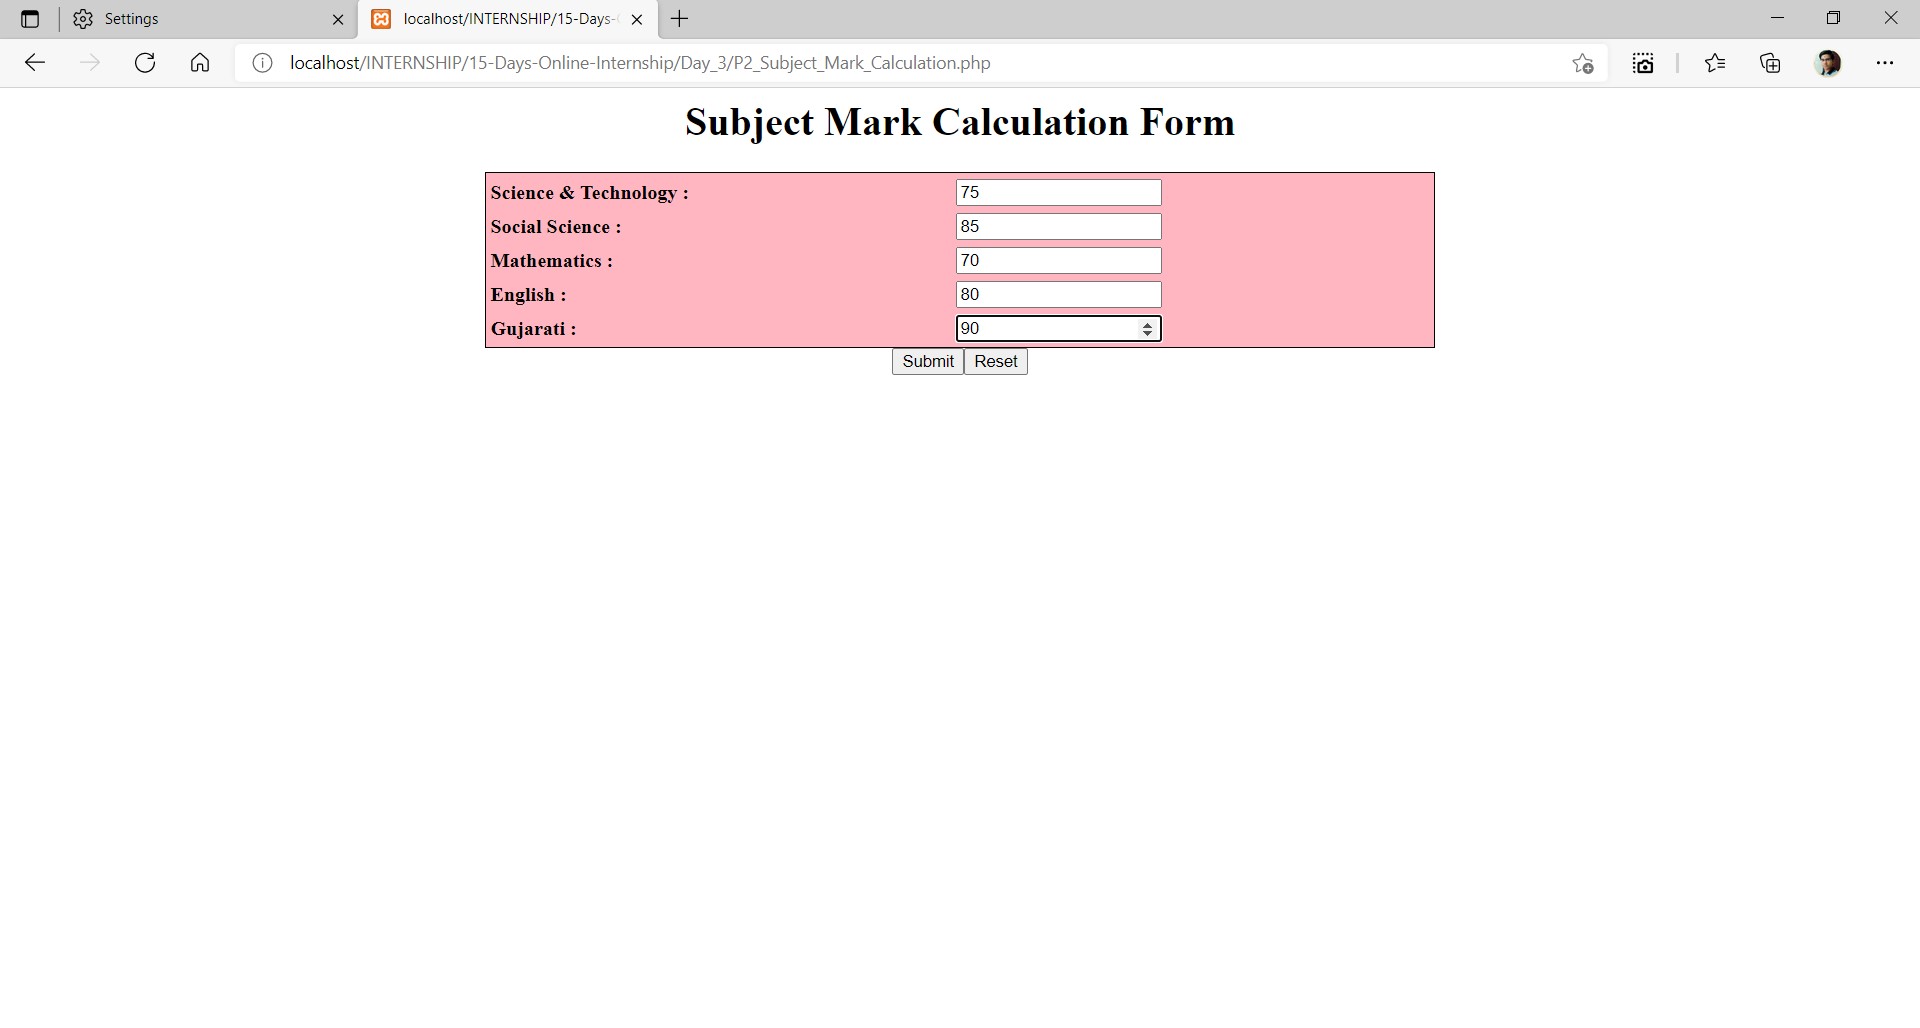 Settings
localhost/INTERNSHIP/15-Days-
localhost/INTERNSHIP/15-Days-Online-Internship/Day_3/P2_Subject_Mark_Calculation.php
Subject Mark Calculation Form
Science & Technology : 75
Social Science : 85
Mathematics : 70
English : 80
Gujarati : 90
Submit Reset